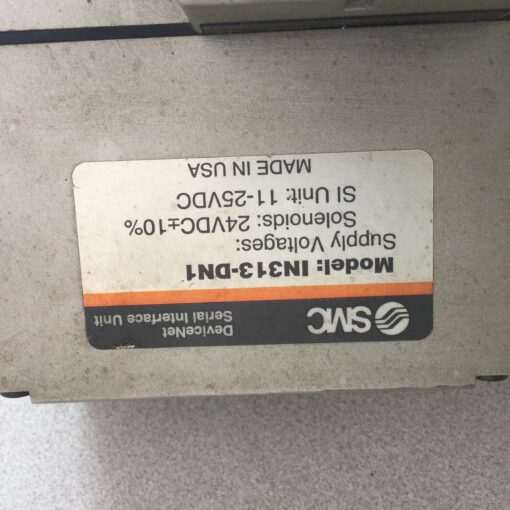 SMC
DeviceNet
Serial Interface Unit
Model: IN313-DN1
Supply Voltages:
Solenoids: 24VDC±10%
SI Unit: 11-25VDC
MADE IN USA